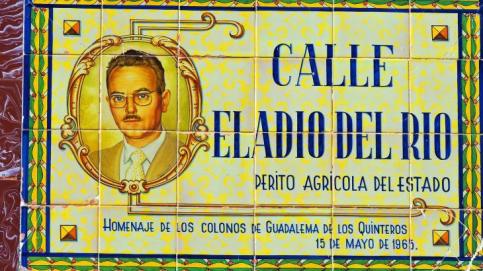 CALLE
ELADIO DEL RIO
PERITO AGRÍCOLA DEL ESTADO
HOMENAJE DE LOS COLONOS DE GUADALEMA DE LOS QUINTEROS
15 DE MAYO DE 1965.